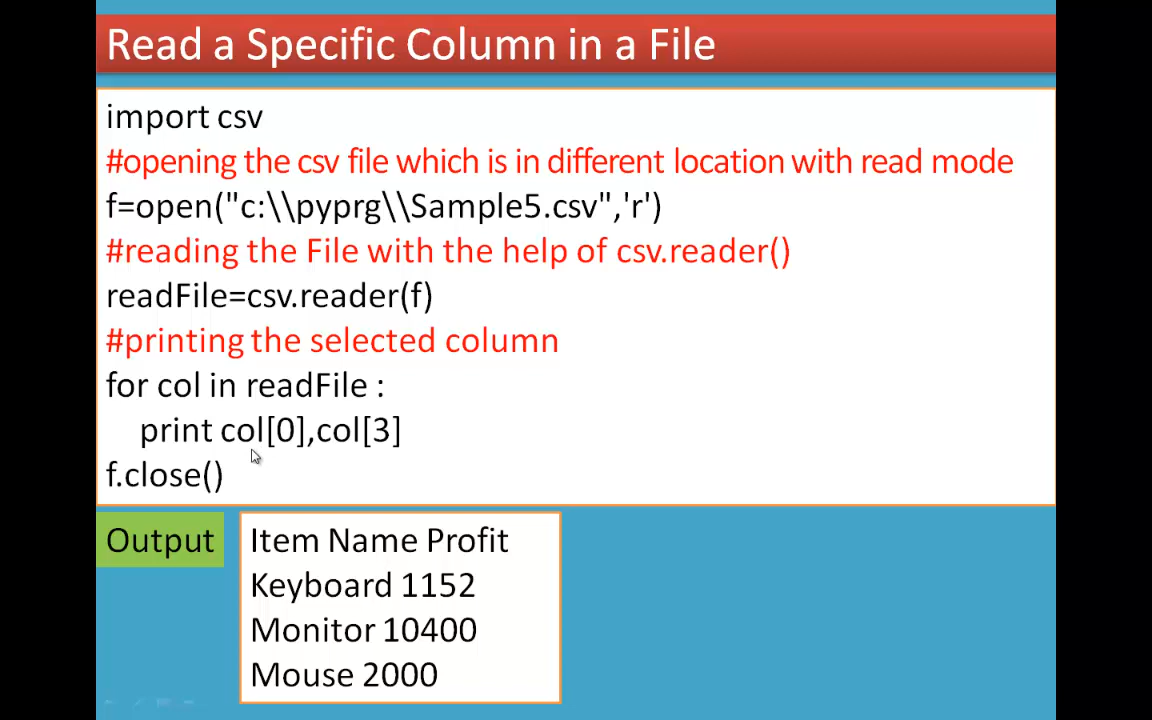 Read a Specific Column in a File
import csv
#opening the csv file which is in different location with read mode
f=open("c:\\pyprg\\Sample5.csv",'r')
#reading the File with the help of csv.reader()
readFile=csv.reader(f)
#printing the selected column
for col in readFile :
    print col[0],col[3]
f.close()
Output
Item Name Profit
Keyboard 1152
Monitor 10400
Mouse 2000